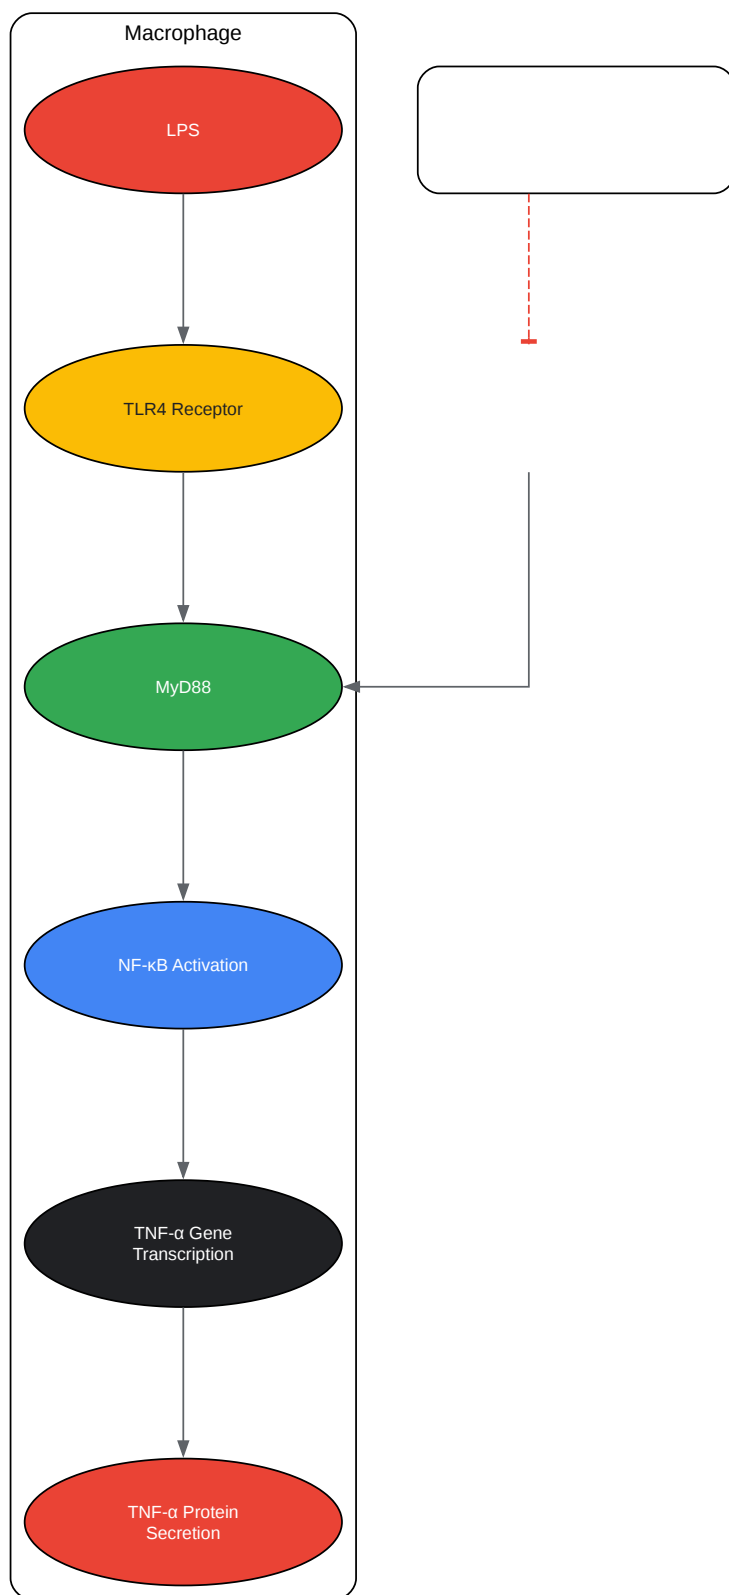 Macrophage
LPS
TLR4 Receptor
MyD88
NF-κB Activation
TNF-α Gene
Transcription
TNF-α Protein
Secretion